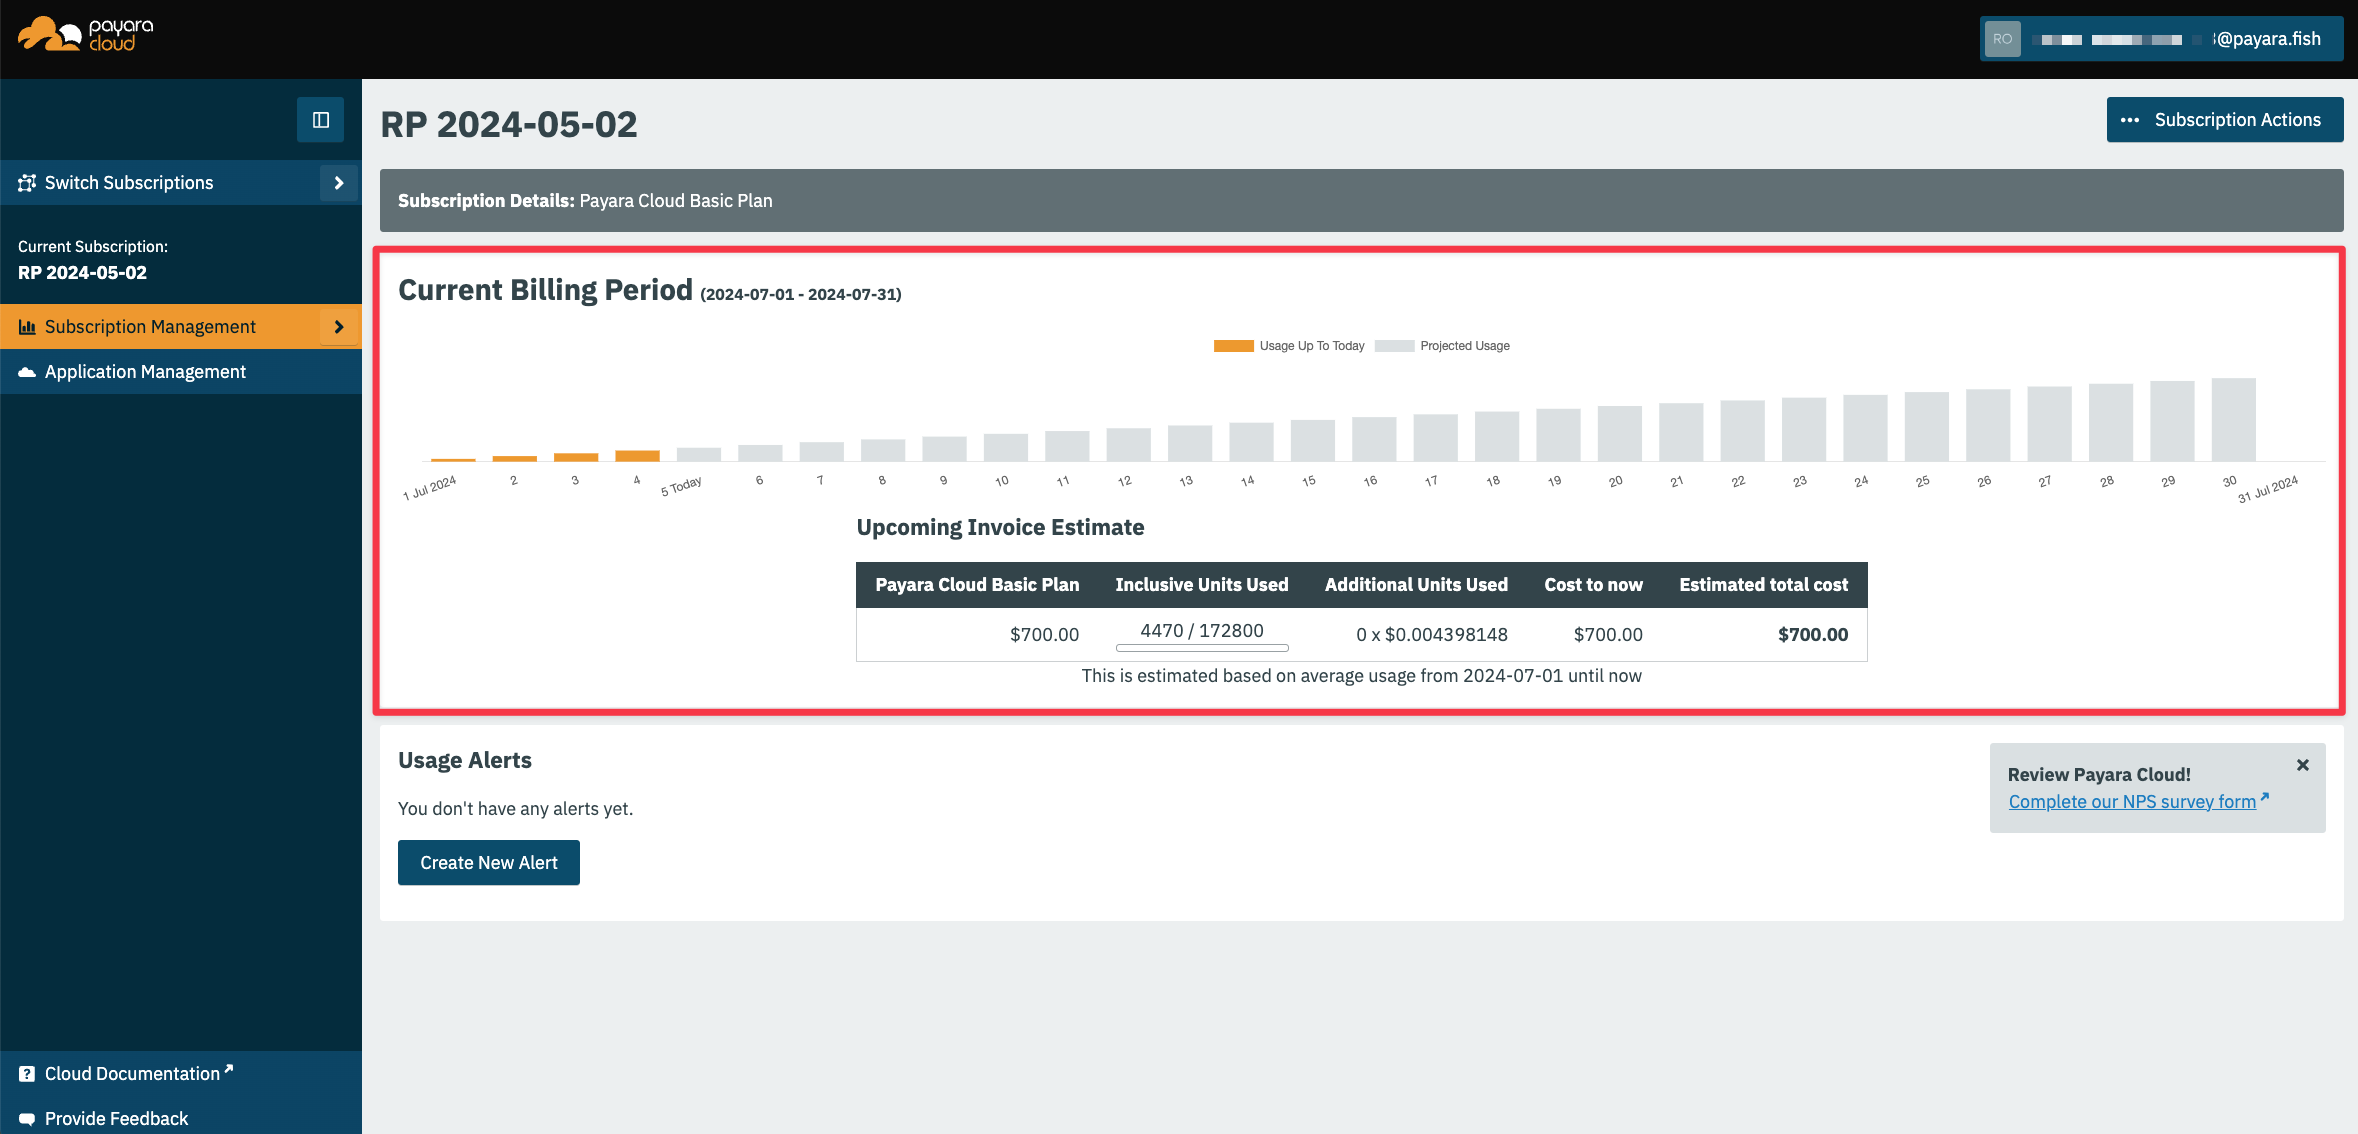 payara
cloud
RO
@payara.fish
RP 2024-05-02
Subscription Actions
Switch Subscriptions
Subscription Details: Payara Cloud Basic Plan
Current Subscription:
RP 2024-05-02
Current Billing Period (2024-07-01 - 2024-07-31)
Subscription Management
Application Management
Usage Up To Today
Projected Usage
1 Jul 2024 2 3 4 5 Today 6 7 8 9 10 11 12 13 14 15 16 17 18 19 20 21 22 23 24 25 26 27 28 29 30 31 Jul 2024
Upcoming Invoice Estimate
Payara Cloud Basic Plan Inclusive Units Used Additional Units Used Cost to now Estimated total cost
$700.00 4470 / 172800 0 x $0.004398148 $700.00 $700.00
This is estimated based on average usage from 2024-07-01 until now
Usage Alerts
You don't have any alerts yet.
Create New Alert
Review Payara Cloud!
Complete our NPS survey form
Cloud Documentation
Provide Feedback